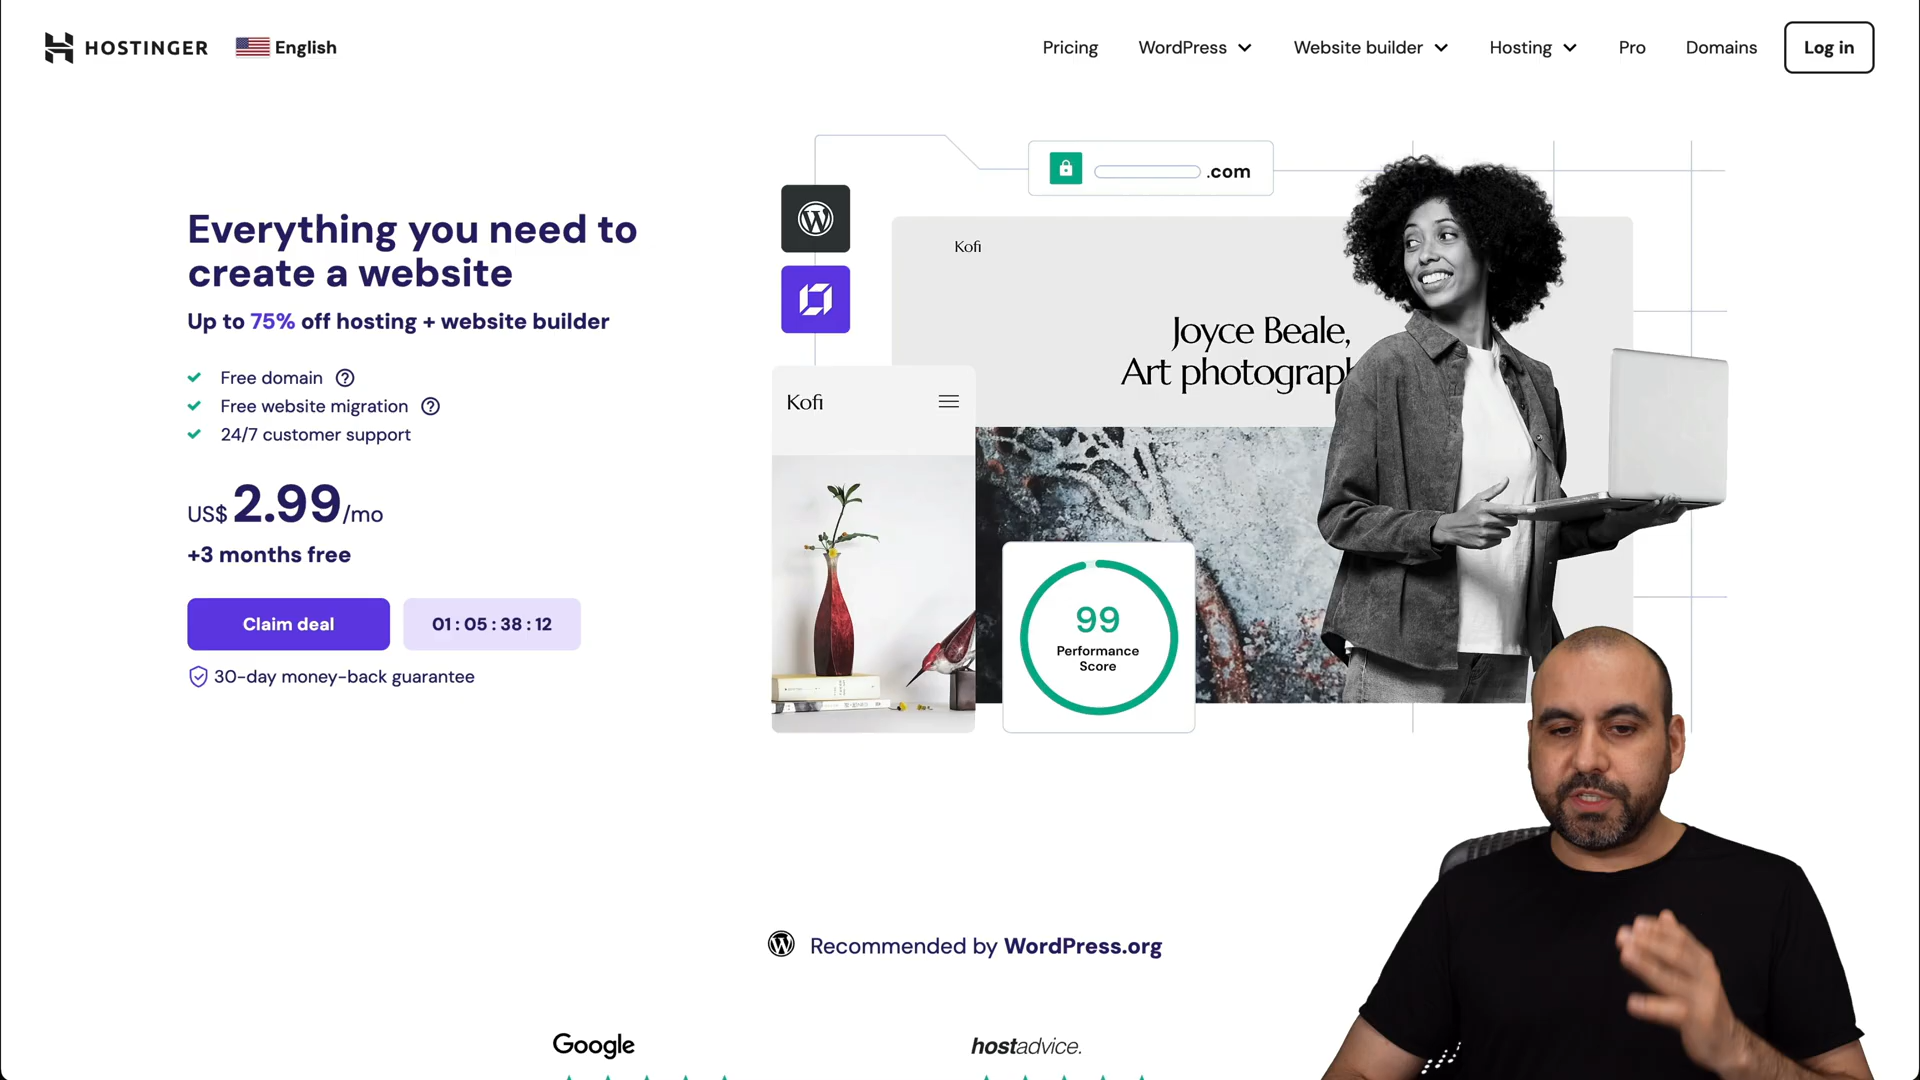 HOSTINGER
English
Pricing
WordPress
Website builder
Hosting
Pro
Domains
Log in
.com
Kofi
Joyce Beale,
Art photograph
Kofi
Everything you need to
create a website
Up to 75% off hosting + website builder
Free domain
Free website migration
24/7 customer support
US$ 2.99/mo
+3 months free
Claim deal
01 : 05 : 38 : 12
30-day money-back guarantee
99
Performance
Score
Recommended by WordPress.org
Google
hostadvice.